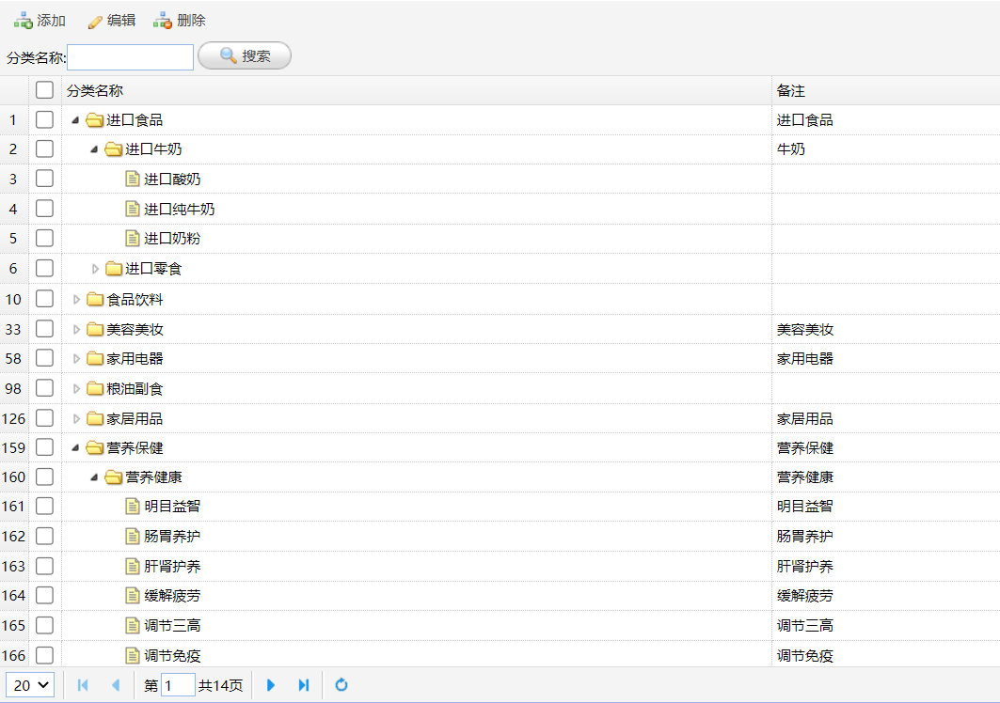 添加 编辑 删除
分类名称: 搜索
分类名称 备注
1 进口食品 进口食品
2 进口牛奶 牛奶
3 进口酸奶
4 进口纯牛奶
5 进口奶粉
6 进口零食
10 食品饮料
33 美容美妆 美容美妆
58 家用电器 家用电器
98 粮油副食
126 家居用品 家居用品
159 营养保健 营养保健
160 营养健康 营养健康
161 明目益智 明目益智
162 肠胃养护 肠胃养护
163 肝肾护养 肝肾养护
164 缓解疲劳 缓解疲劳
165 调节三高 调节三高
166 调节免疫 调节免疫
20 第 1 共14页